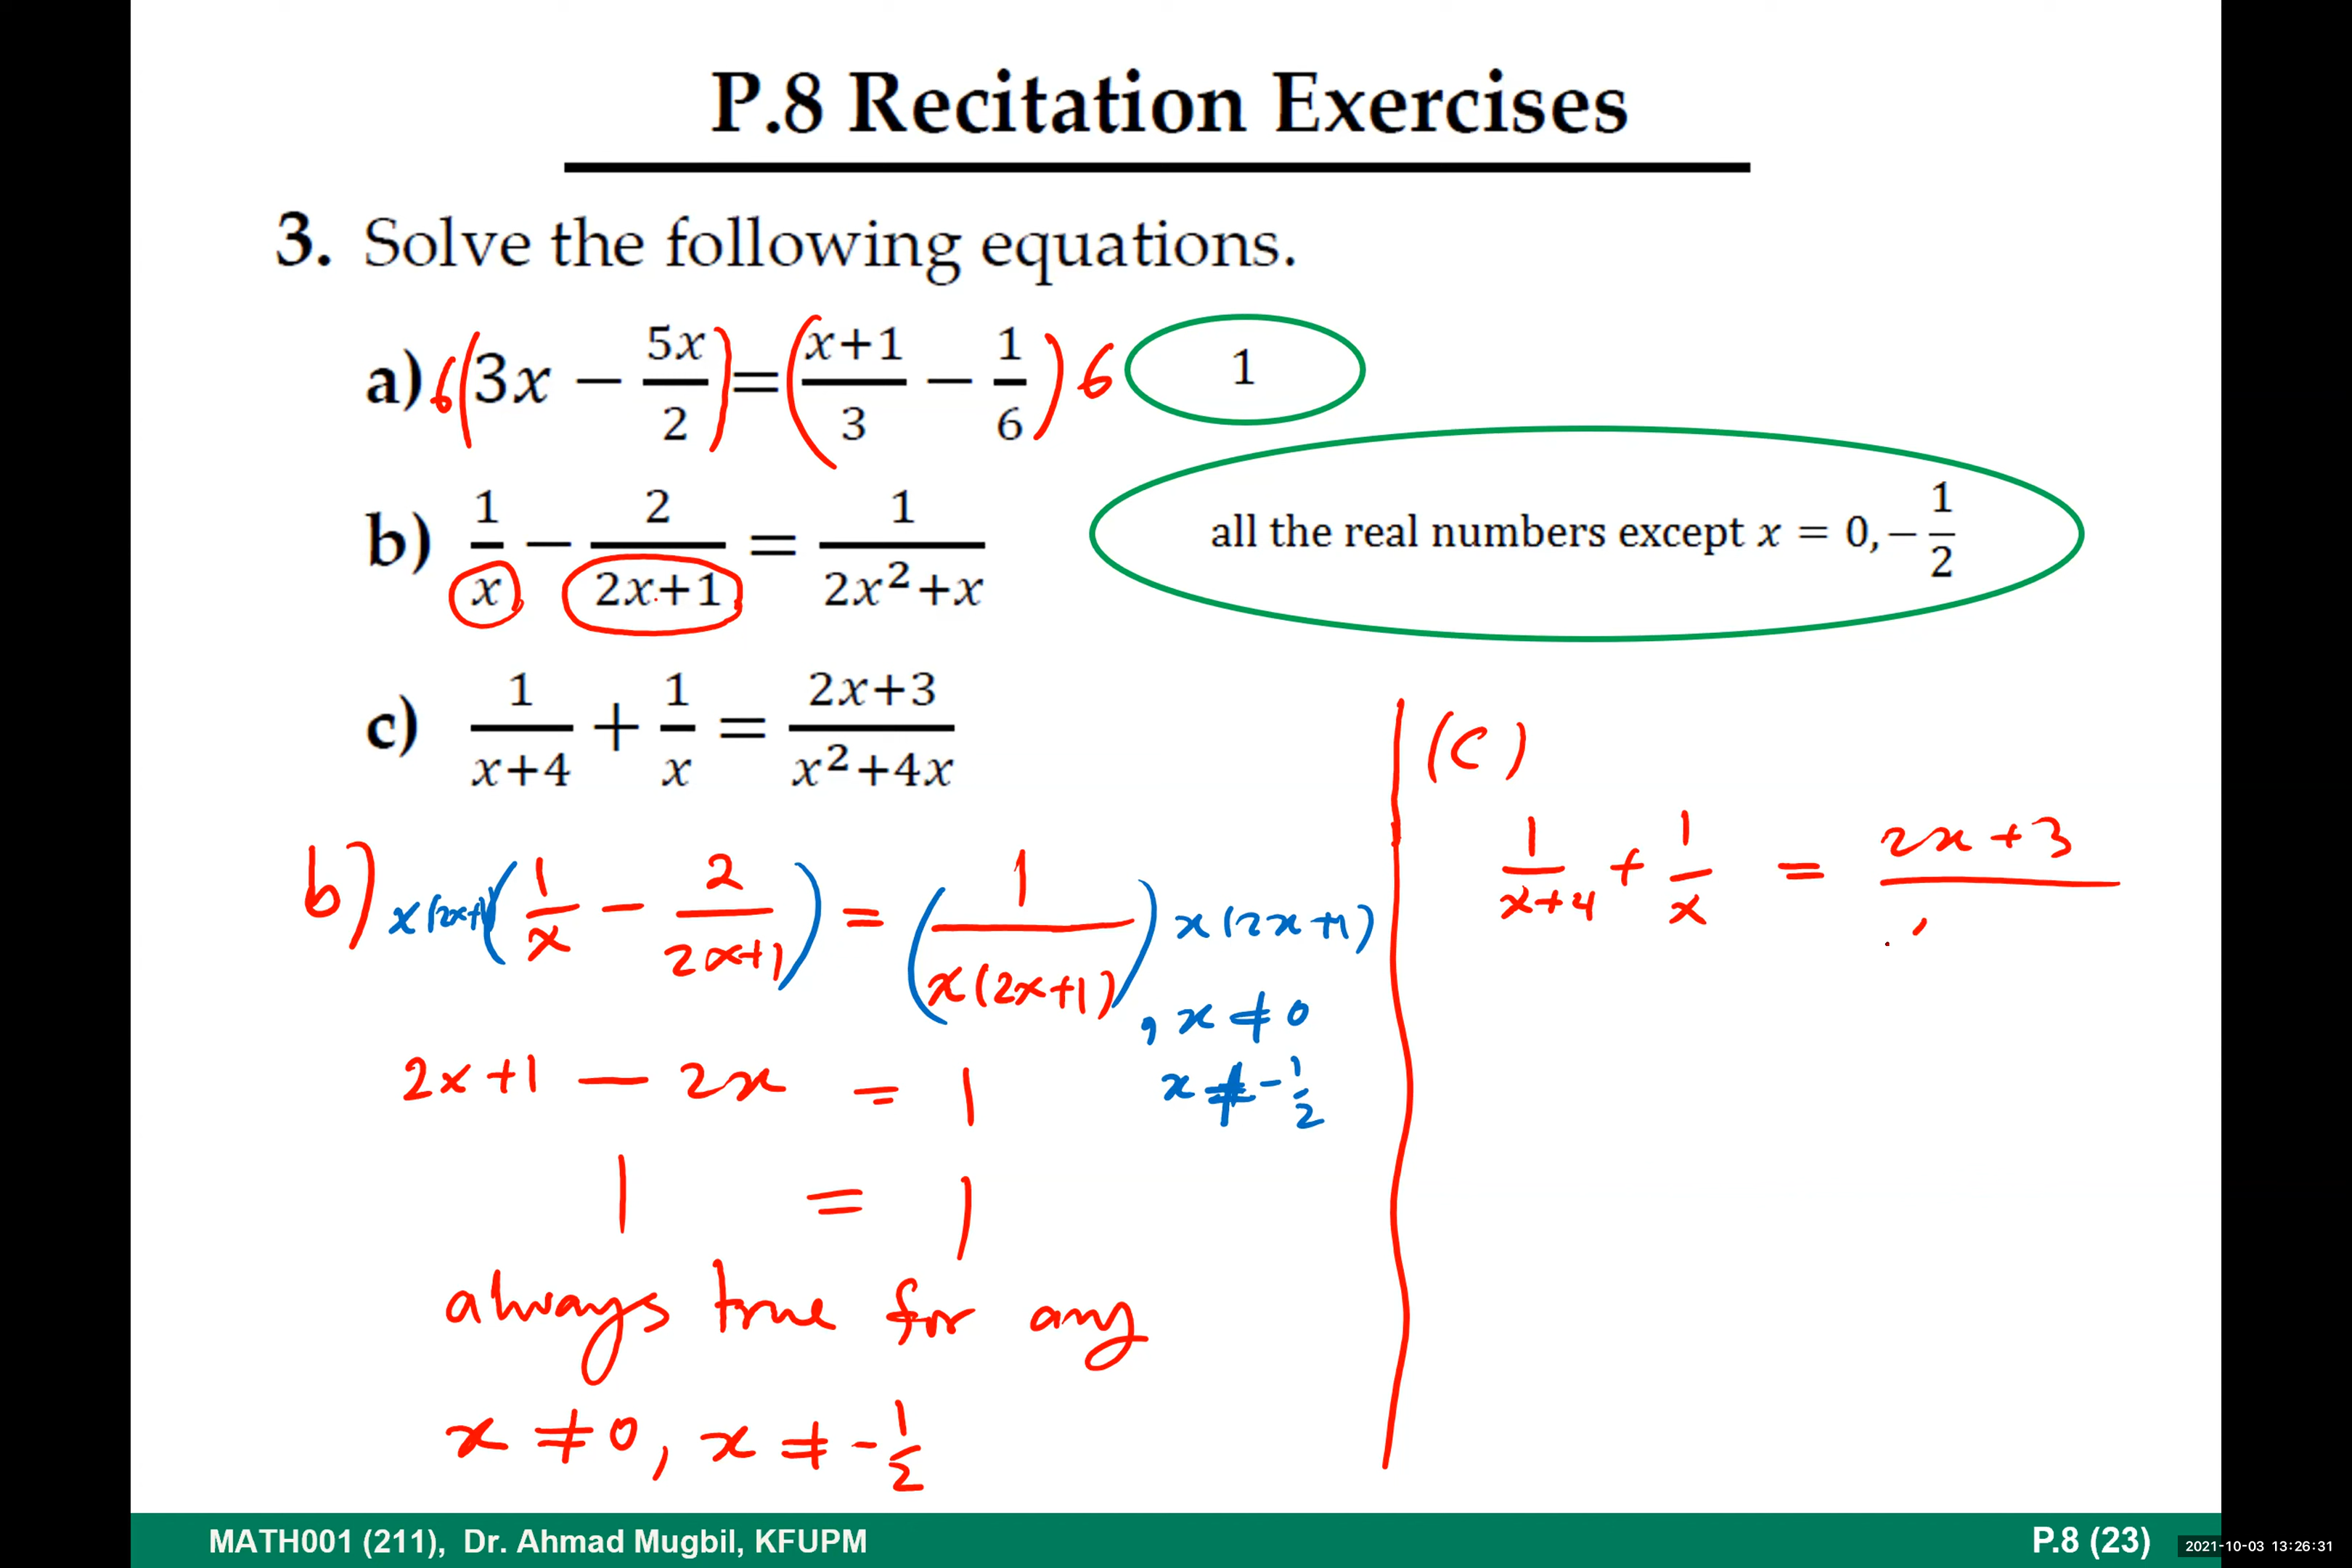 P.8 Recitation Exercises
3. Solve the following equations.
a) 6(3x − 5x/2) = (x+1/3 − 1/6)6 1
b) 1/x − 2/2x+1 = 1/2x²+x all the real numbers except x = 0, −1/2
c) 1/x+4 + 1/x = 2x+3/x²+4x
b) x(2x+1)(1/x − 2/2x+1) = (1/x(2x+1)) x(2x+1)
, x ≠ 0
2x+1 − 2x = 1 x ≠ −1/2
1 = 1
always true for any
x ≠ 0, x ≠ −1/2
(C)
1/x+4 + 1/x = 2x+3
MATH001 (211), Dr. Ahmad Mugbil, KFUPM P.8 (23) 2021-10-03 13:26:31